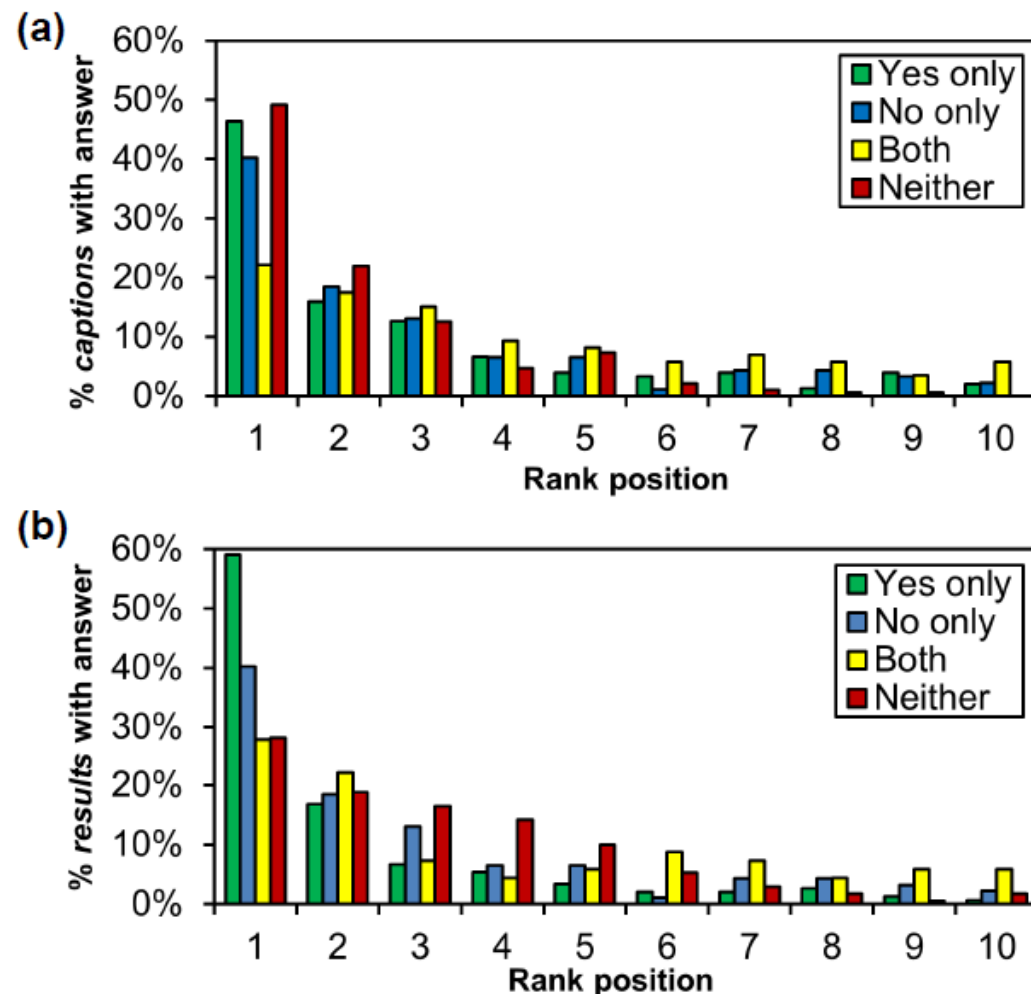 (a)
% captions with answer
60%
50%
40%
30%
20%
10%
0%
Yes only
No only
Both
Neither
1 2 3 4 5 6 7 8 9 10
Rank position
(b)
% results with answer
60%
50%
40%
30%
20%
10%
0%
Yes only
No only
Both
Neither
1 2 3 4 5 6 7 8 9 10
Rank position